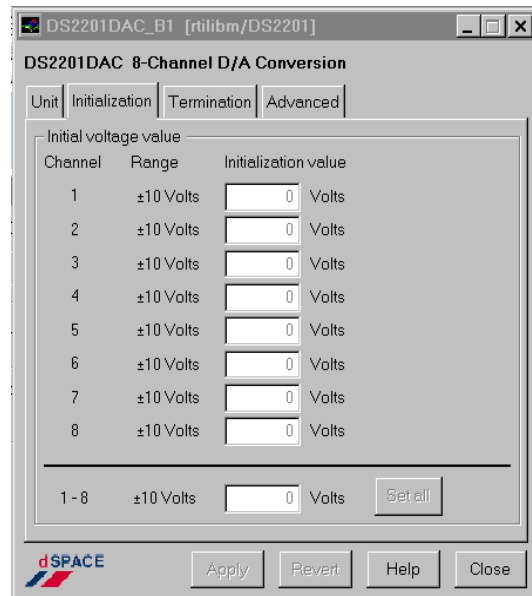 DS2201DAC_B1 [rtilibm/DS2201]
DS2201DAC 8-Channel D/A Conversion
Unit Initialization Termination Advanced
Initial voltage value
Channel Range Initialization value
1 ±10 Volts 0 Volts
2 ±10 Volts 0 Volts
3 ±10 Volts 0 Volts
4 ±10 Volts 0 Volts
5 ±10 Volts 0 Volts
6 ±10 Volts 0 Volts
7 ±10 Volts 0 Volts
8 ±10 Volts 0 Volts
1 - 8 ±10 Volts 0 Volts Set all
dSPACE Apply Revert Help Close